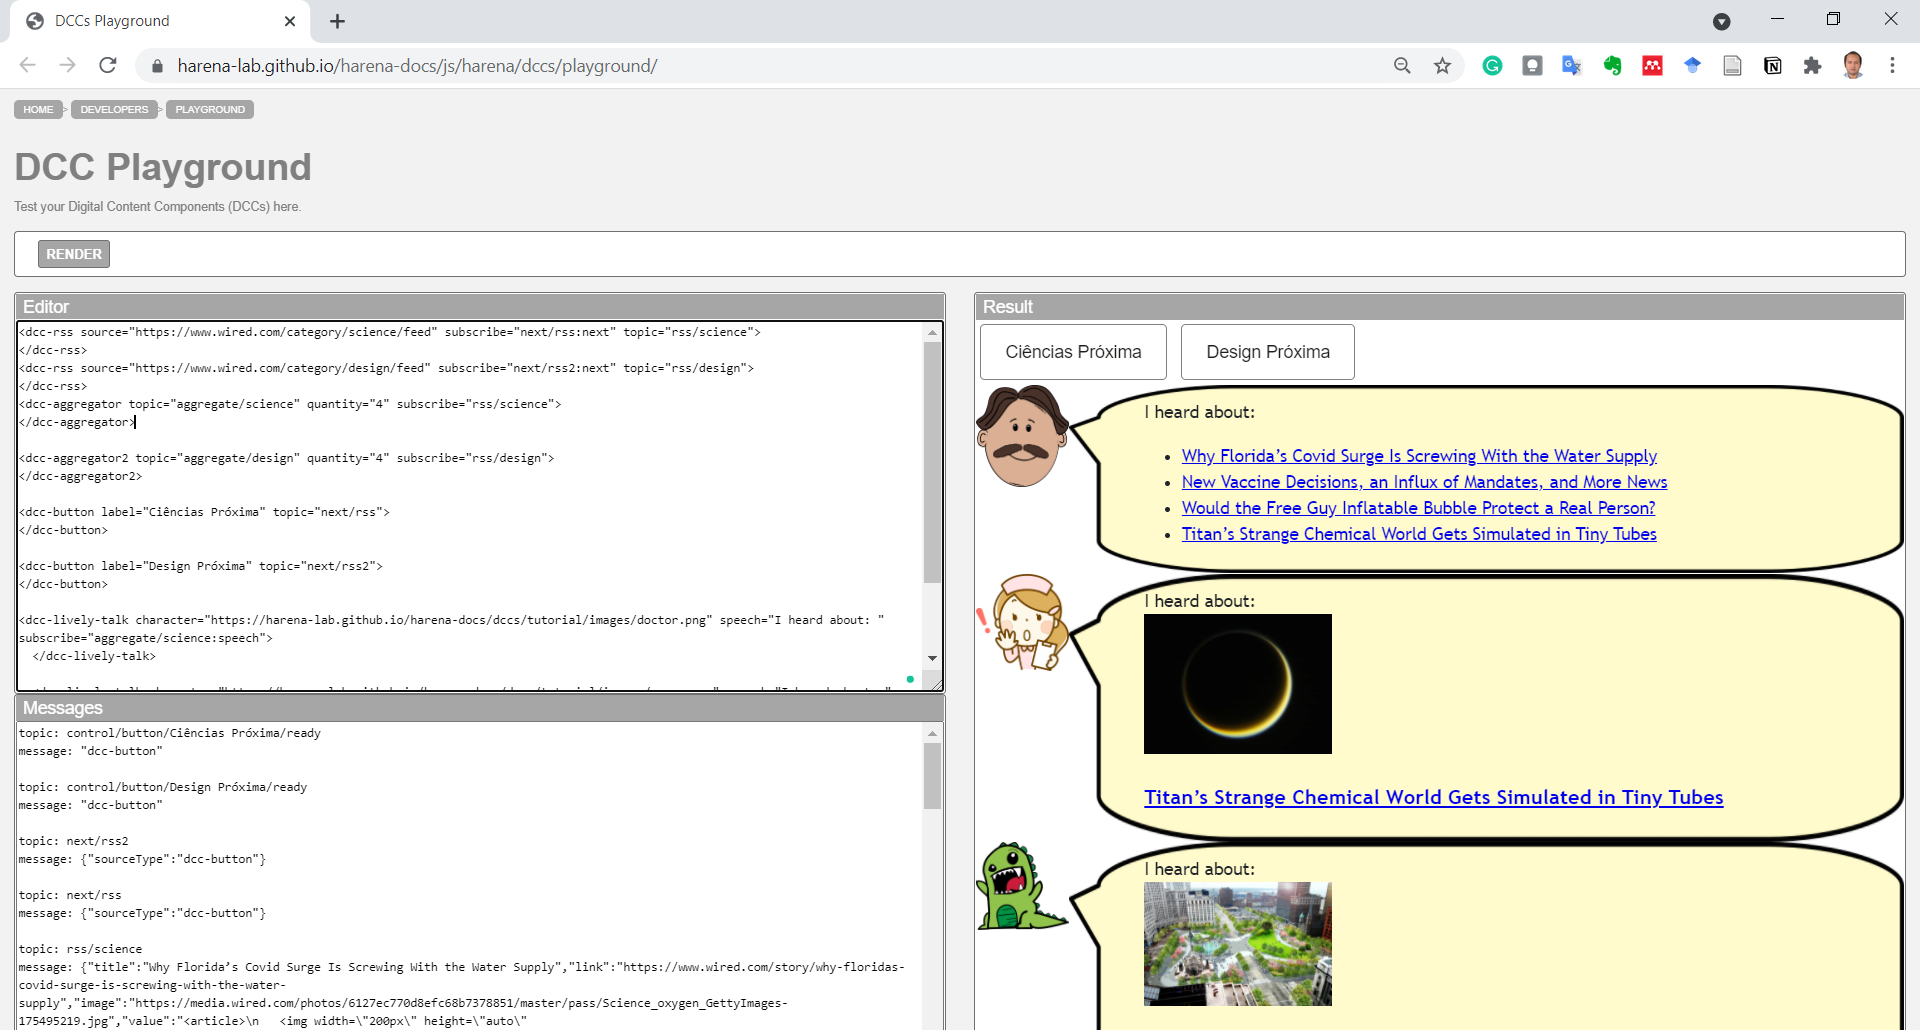 DCCs Playground
harena-lab.github.io/harena-docs/js/harena/dccs/playground/
HOME > DEVELOPERS > PLAYGROUND
DCC Playground
Test your Digital Content Components (DCCs) here.
RENDER
Editor
<dcc-rss source="https://www.wired.com/category/science/feed" subscribe="next/rss:next" topic="rss/science">
</dcc-rss>
<dcc-rss source="https://www.wired.com/category/design/feed" subscribe="next/rss2:next" topic="rss/design">
</dcc-rss>
<dcc-aggregator topic="aggregate/science" quantity="4" subscribe="rss/science">
</dcc-aggregator>
<dcc-aggregator2 topic="aggregate/design" quantity="4" subscribe="rss/design">
</dcc-aggregator2>
<dcc-button label="Ciências Próxima" topic="next/rss">
</dcc-button>
<dcc-button label="Design Próxima" topic="next/rss2">
</dcc-button>
<dcc-lively-talk character="https://harena-lab.github.io/harena-docs/dccs/tutorial/images/doctor.png" speech="I heard about: "
subscribe="aggregate/science:speech">
</dcc-lively-talk>
Messages
topic: control/button/Ciências Próxima/ready
message: "dcc-button"
topic: control/button/Design Próxima/ready
message: "dcc-button"
topic: next/rss2
message: {"sourceType":"dcc-button"}
topic: next/rss
message: {"sourceType":"dcc-button"}
topic: rss/science
message: {"title":"Why Florida’s Covid Surge Is Screwing With the Water Supply","link":"https://www.wired.com/story/why-floridas-
covid-surge-is-screwing-with-the-water-
supply","image":"https://media.wired.com/photos/6127ec770d8efc68b7378851/master/pass/Science_oxygen_GettyImages-
175495219.jpg","value":"<article>\n   <img width=\"200px\" height=\"auto\"
Result
Ciências Próxima
Design Próxima
I heard about:
• Why Florida’s Covid Surge Is Screwing With the Water Supply
• New Vaccine Decisions, an Influx of Mandates, and More News
• Would the Free Guy Inflatable Bubble Protect a Real Person?
• Titan’s Strange Chemical World Gets Simulated in Tiny Tubes
I heard about:
Titan’s Strange Chemical World Gets Simulated in Tiny Tubes
I heard about: